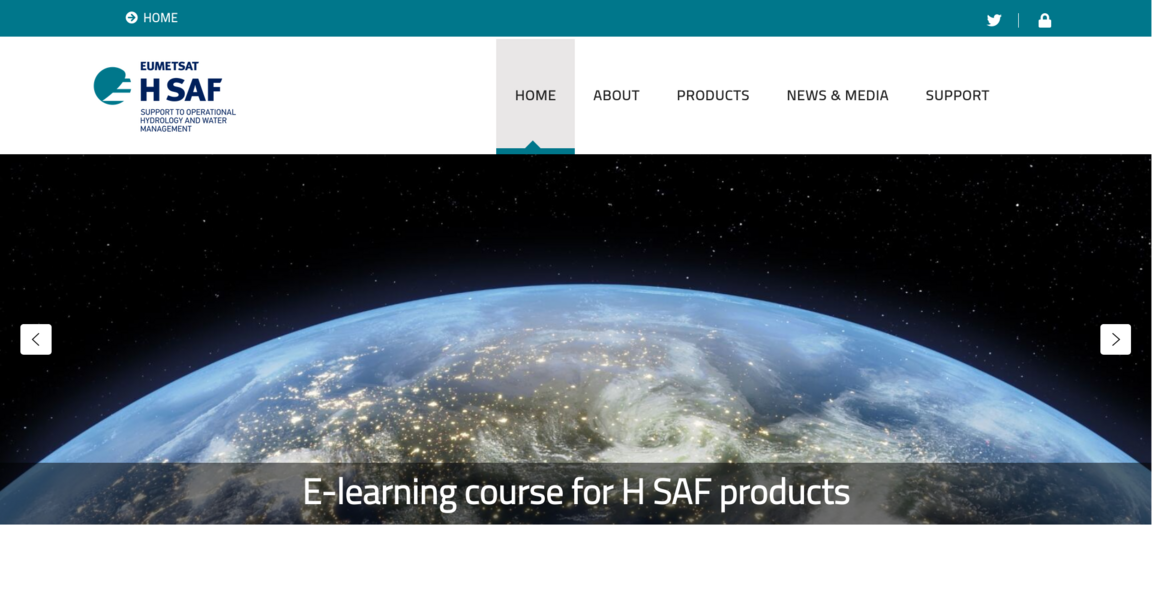 HOME
EUMETSAT
H SAF
SUPPORT TO OPERATIONAL
HYDROLOGY AND WATER
MANAGEMENT
HOME ABOUT PRODUCTS NEWS & MEDIA SUPPORT
E-learning course for H SAF products